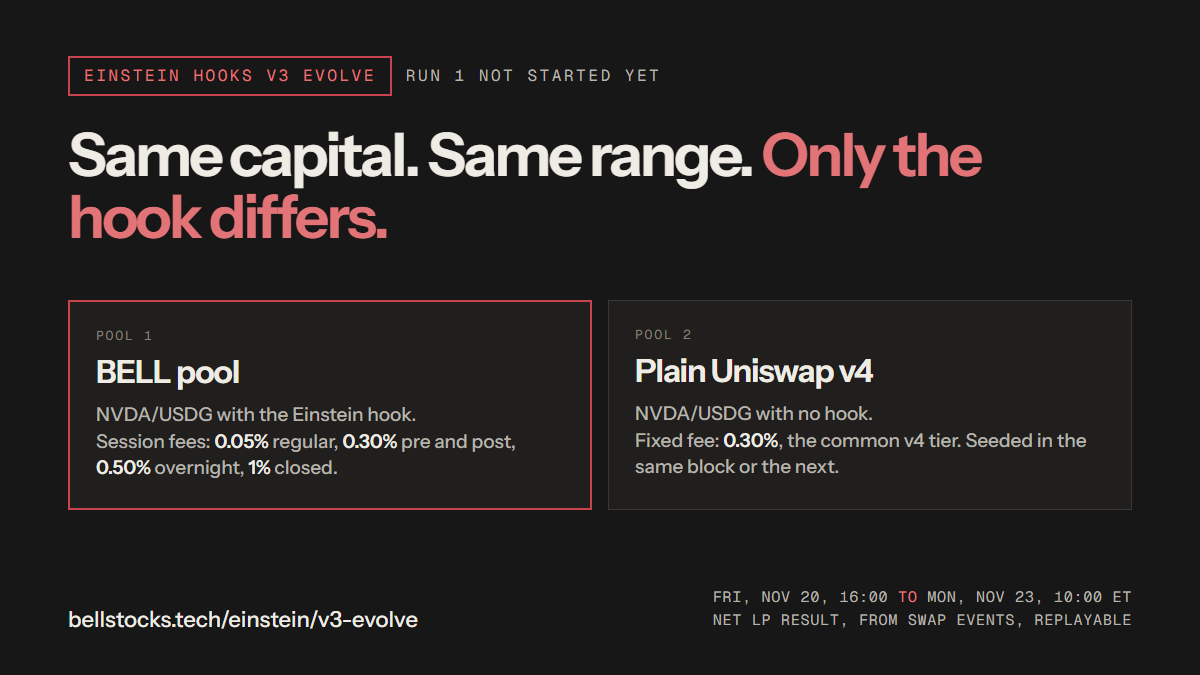 EINSTEIN HOOKS V3 EVOLVE
RUN 1 NOT STARTED YET
Same capital. Same range. Only the
hook differs.
POOL 1
BELL pool
NVDA/USDG with the Einstein hook.
Session fees: 0.05% regular, 0.30% pre and post,
0.50% overnight, 1% closed.
POOL 2
Plain Uniswap v4
NVDA/USDG with no hook.
Fixed fee: 0.30%, the common v4 tier. Seeded in the
same block or the next.
bellstocks.tech/einstein/v3-evolve
FRI, NOV 20, 16:00 TO MON, NOV 23, 10:00 ET
NET LP RESULT, FROM SWAP EVENTS, REPLAYABLE